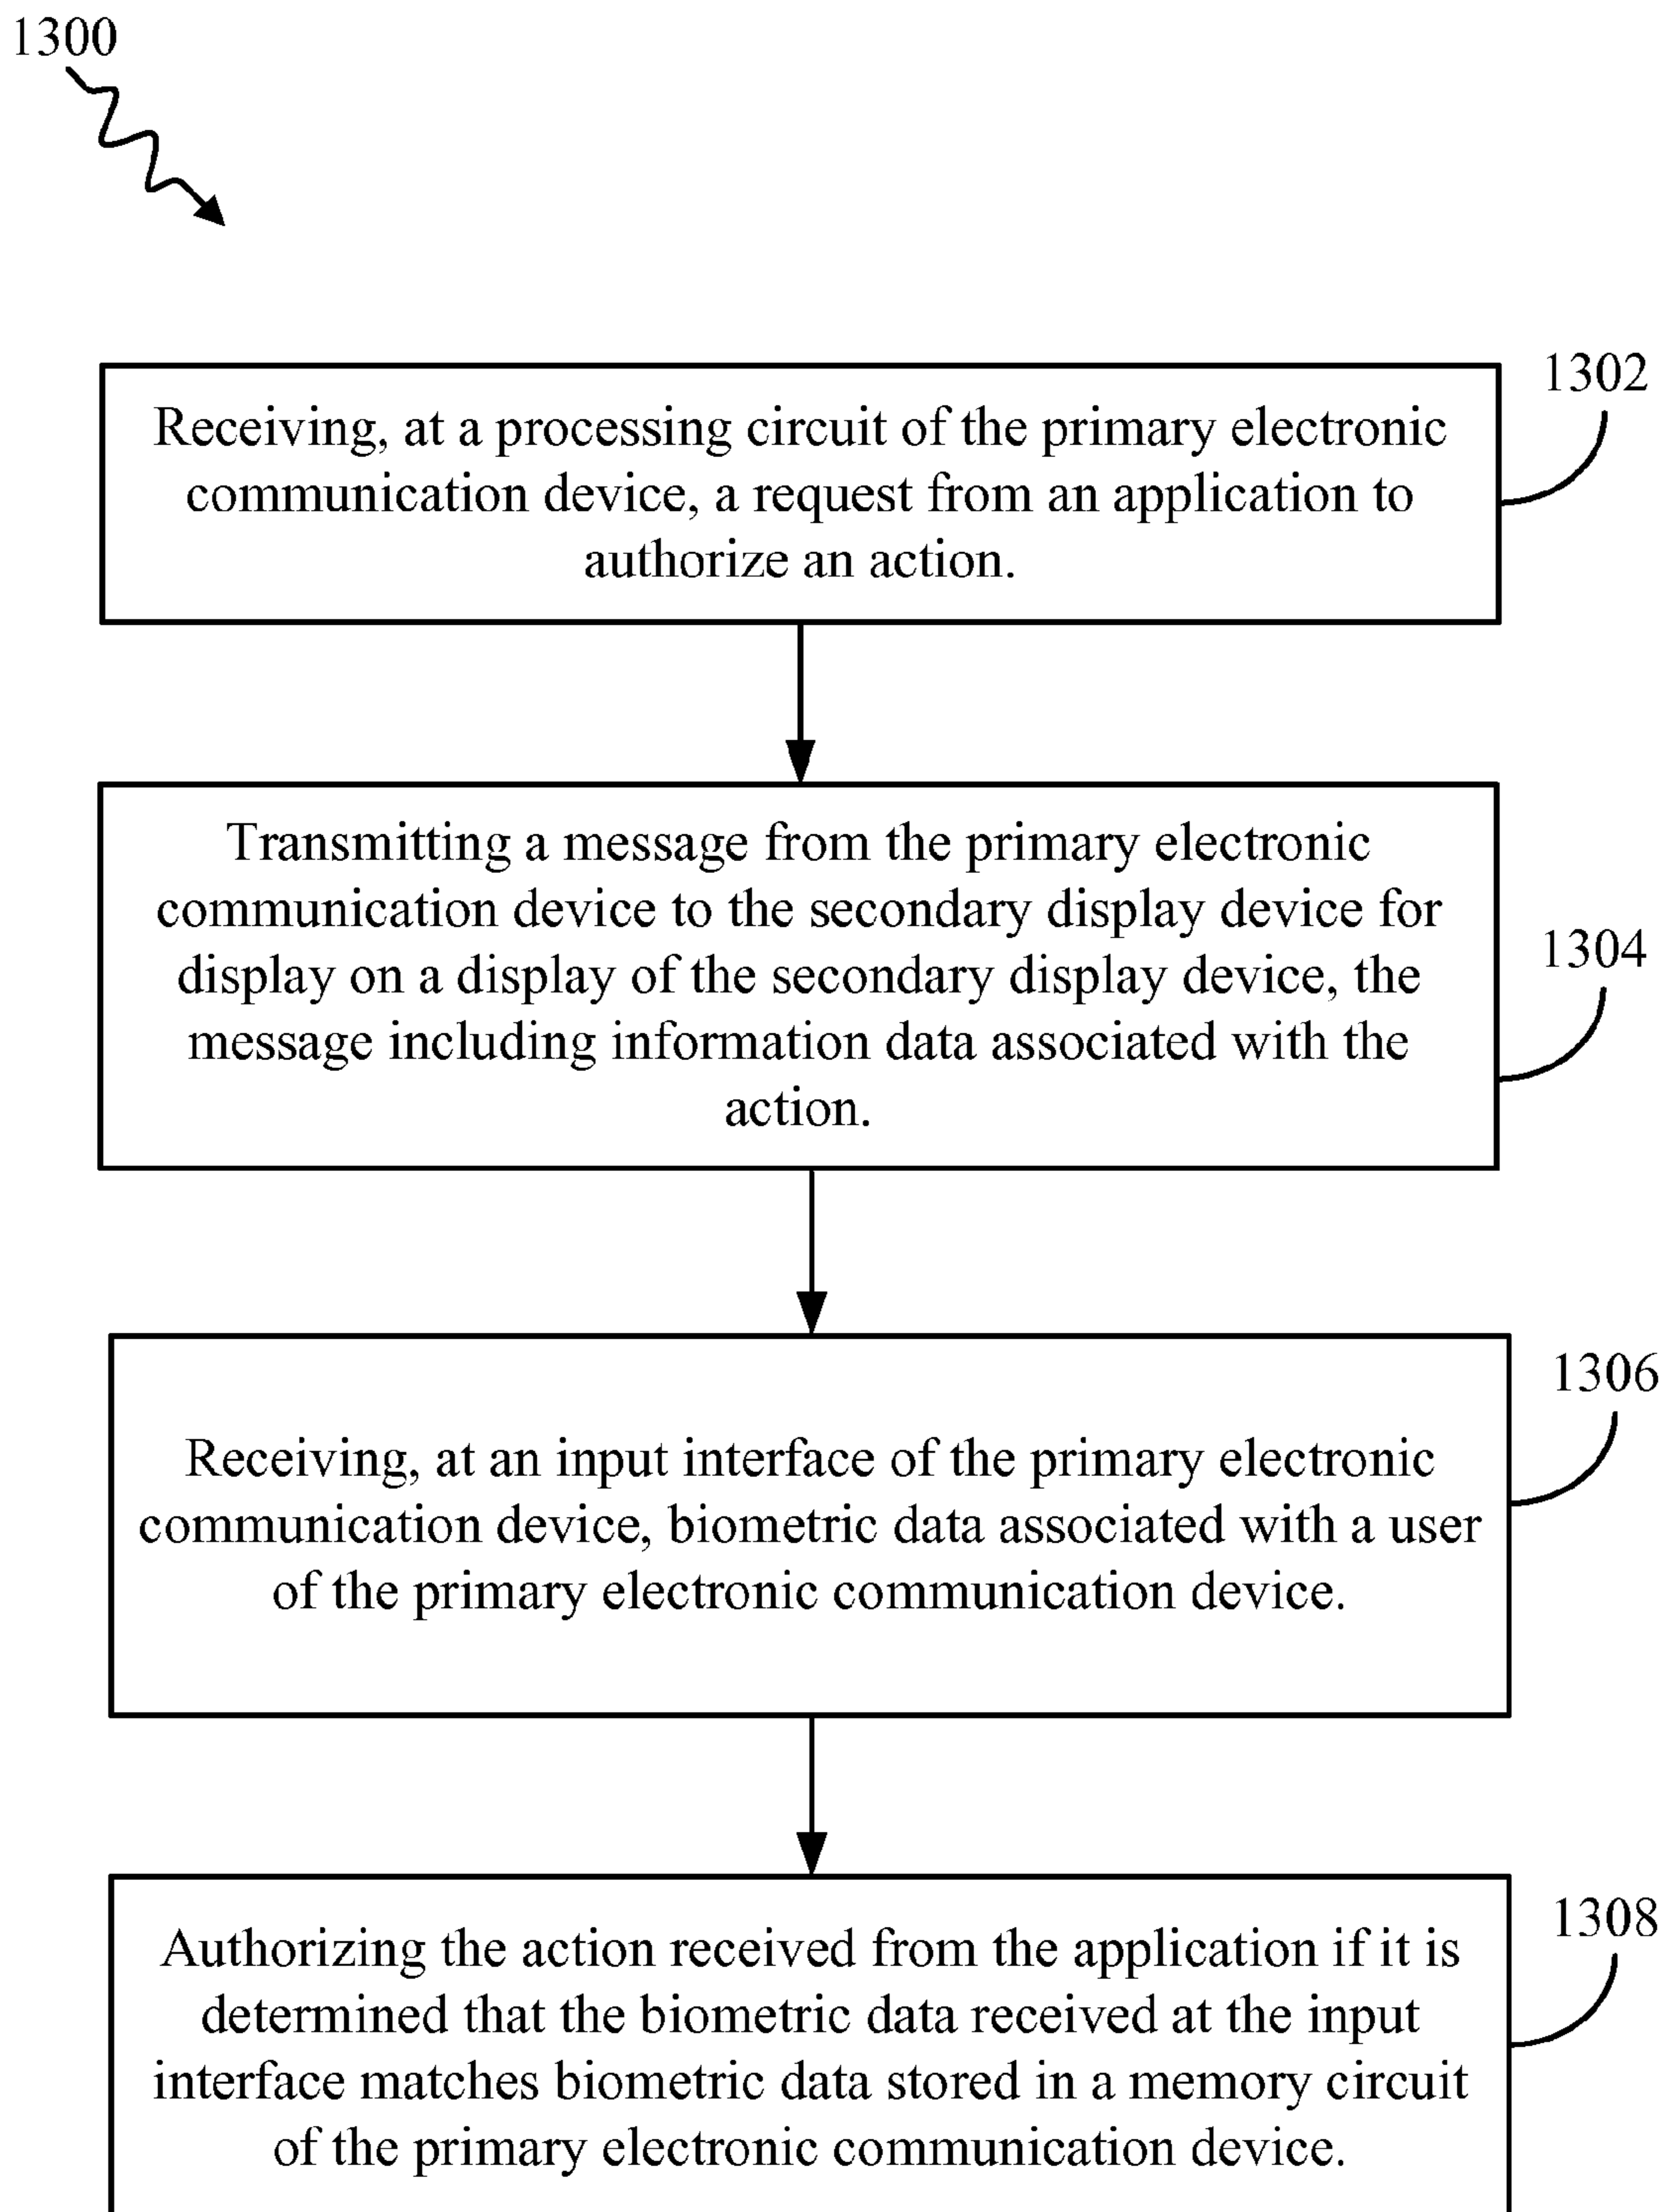 1300
1302
Receiving, at a processing circuit of the primary electronic
communication device, a request from an application to
authorize an action.
Transmitting a message from the primary electronic
communication device to the secondary display device for
display on a display of the secondary display device, the
message including information data associated with the
action.
1304
1306
Receiving, at an input interface of the primary electronic
communication device, biometric data associated with a user
of the primary electronic communication device.
1308
Authorizing the action received from the application if it is
determined that the biometric data received at the input
interface matches biometric data stored in a memory circuit
of the primary electronic communication device.